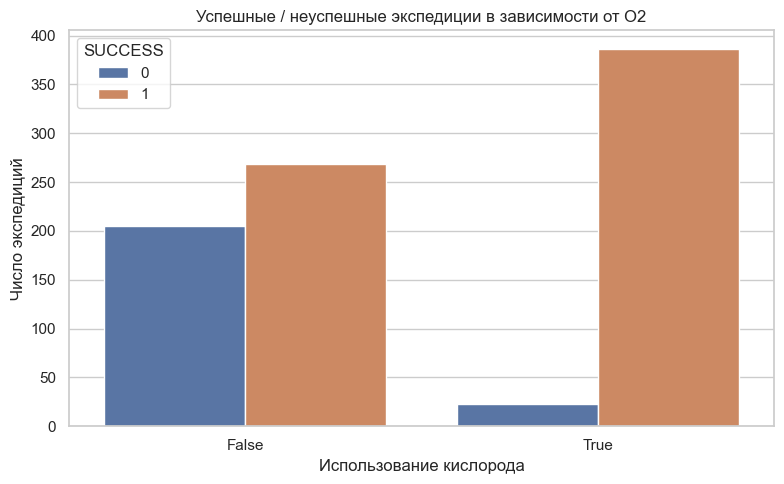 Успешные / неуспешные экспедиции в зависимости от O2
SUCCESS
0
1
Число экспедиций
400
350
300
250
200
150
100
50
0
False
True
Использование кислорода